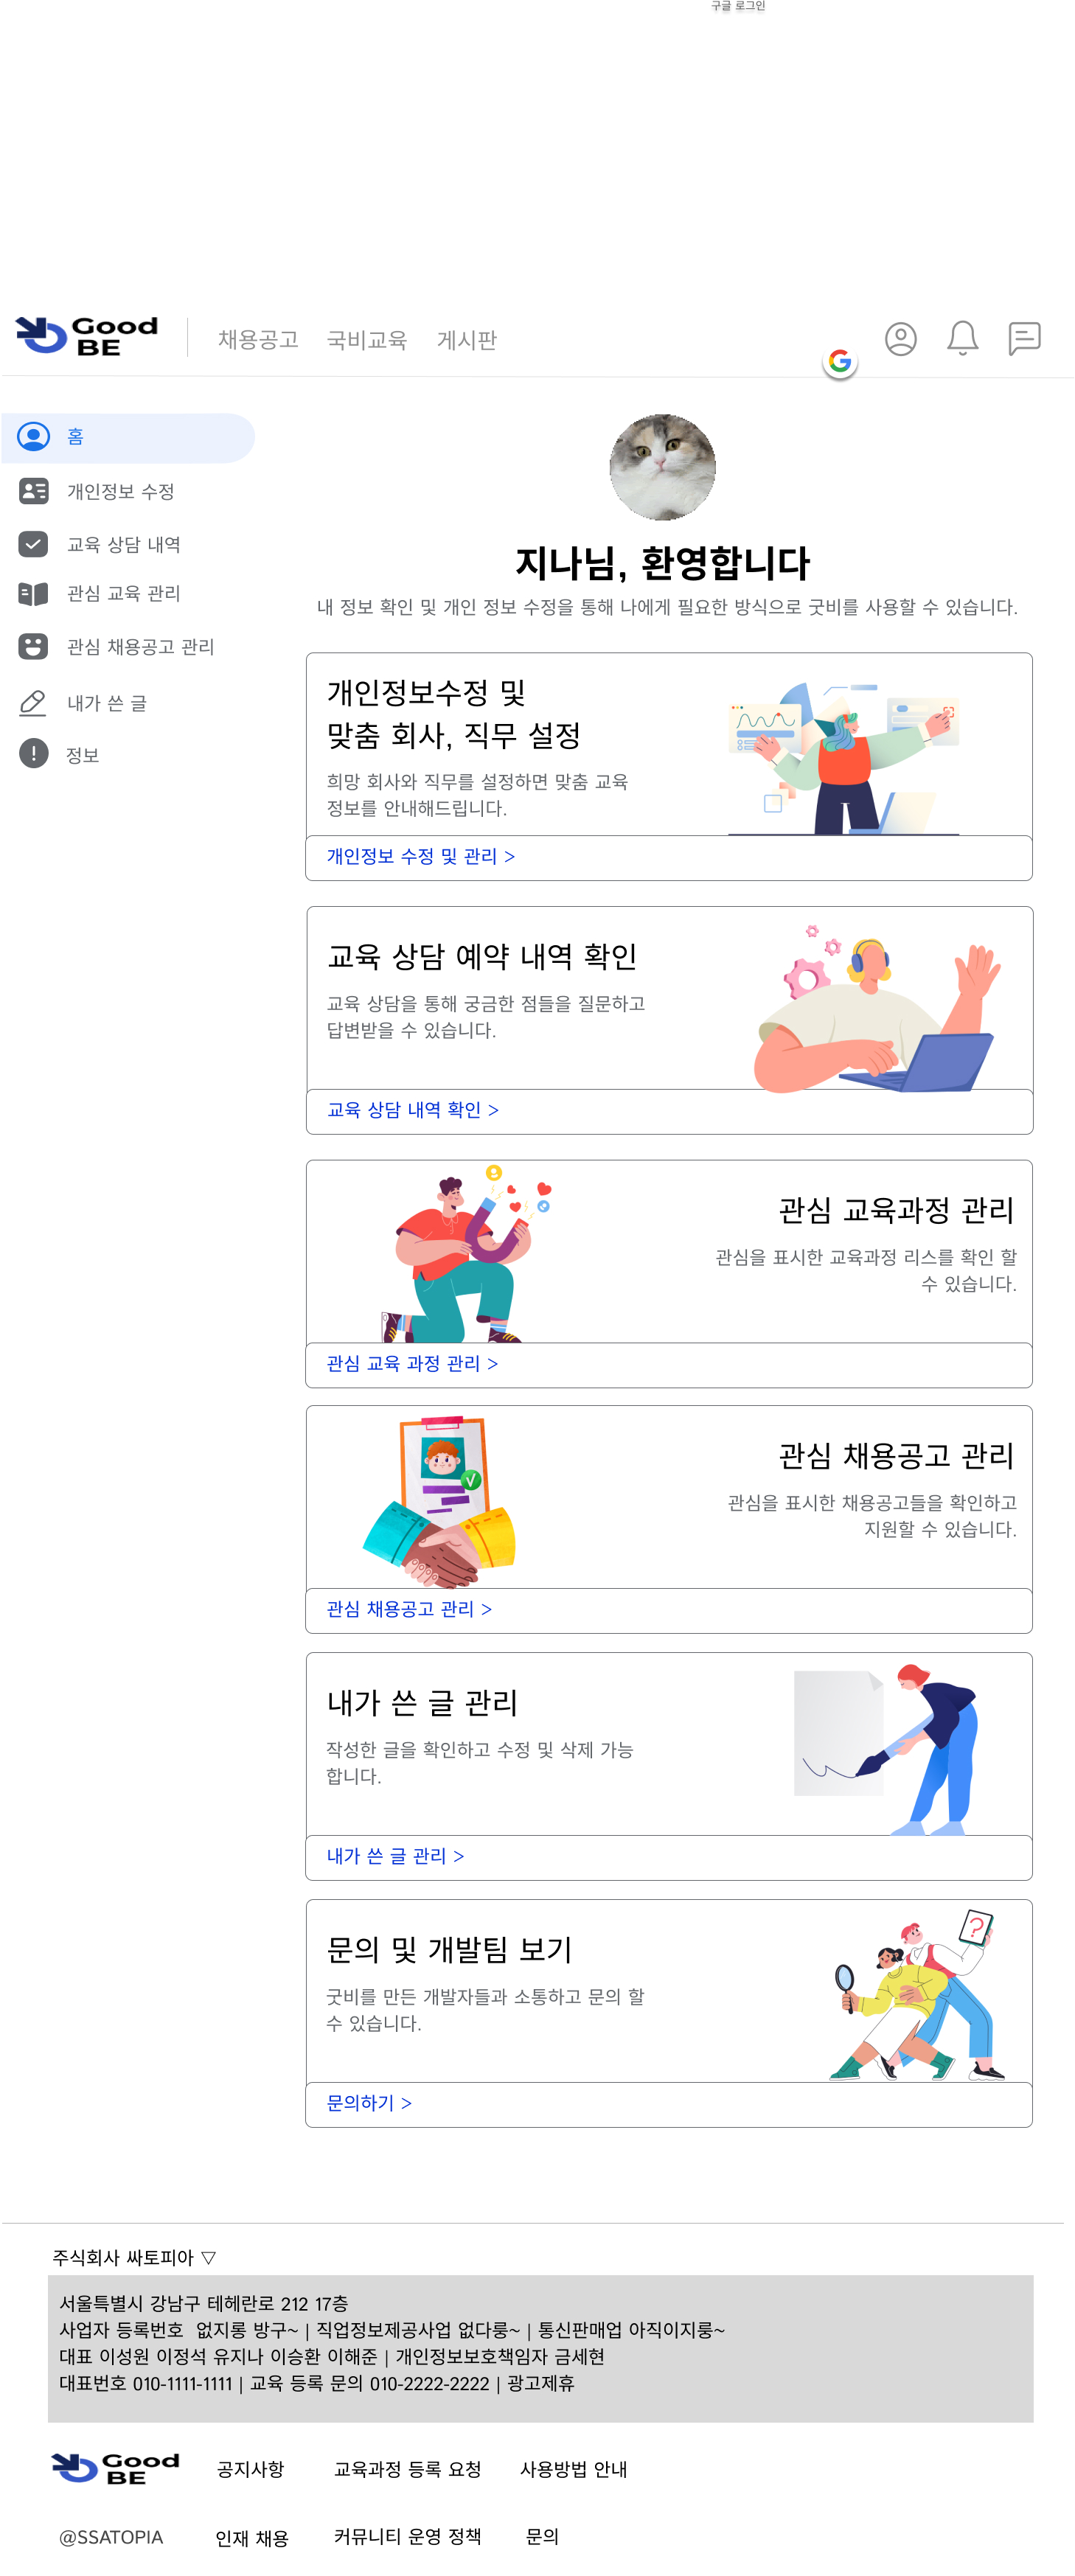 구글 로그인
Good
BE
채용공고 국비교육 게시판
홈
개인정보 수정
교육 상담 내역
관심 교육 관리
관심 채용공고 관리
내가 쓴 글
정보
지나님, 환영합니다
내 정보 확인 및 개인 정보 수정을 통해 나에게 필요한 방식으로 굿비를 사용할 수 있습니다.
개인정보수정 및
맞춤 회사, 직무 설정
희망 회사와 직무를 설정하면 맞춤 교육
정보를 안내해드립니다.
개인정보 수정 및 관리 >
교육 상담 예약 내역 확인
교육 상담을 통해 궁금한 점들을 질문하고
답변받을 수 있습니다.
교육 상담 내역 확인 >
관심 교육과정 관리
관심을 표시한 교육과정 리스를 확인 할
수 있습니다.
관심 교육 과정 관리 >
관심 채용공고 관리
관심을 표시한 채용공고들을 확인하고
지원할 수 있습니다.
관심 채용공고 관리 >
내가 쓴 글 관리
작성한 글을 확인하고 수정 및 삭제 가능
합니다.
내가 쓴 글 관리 >
문의 및 개발팀 보기
굿비를 만든 개발자들과 소통하고 문의 할
수 있습니다.
?
문의하기 >
주식회사 싸토피아 ▽
서울특별시 강남구 테헤란로 212 17층
사업자 등록번호 없지롱 방구~ | 직업정보제공사업 없다룽~ | 통신판매업 아직이지룽~
대표 이성원 이정석 유지나 이승환 이해준 | 개인정보보호책임자 금세현
대표번호 010-1111-1111 | 교육 등록 문의 010-2222-2222 | 광고제휴
Good
BE
공지사항 교육과정 등록 요청 사용방법 안내
@SSATOPIA 인재 채용 커뮤니티 운영 정책 문의